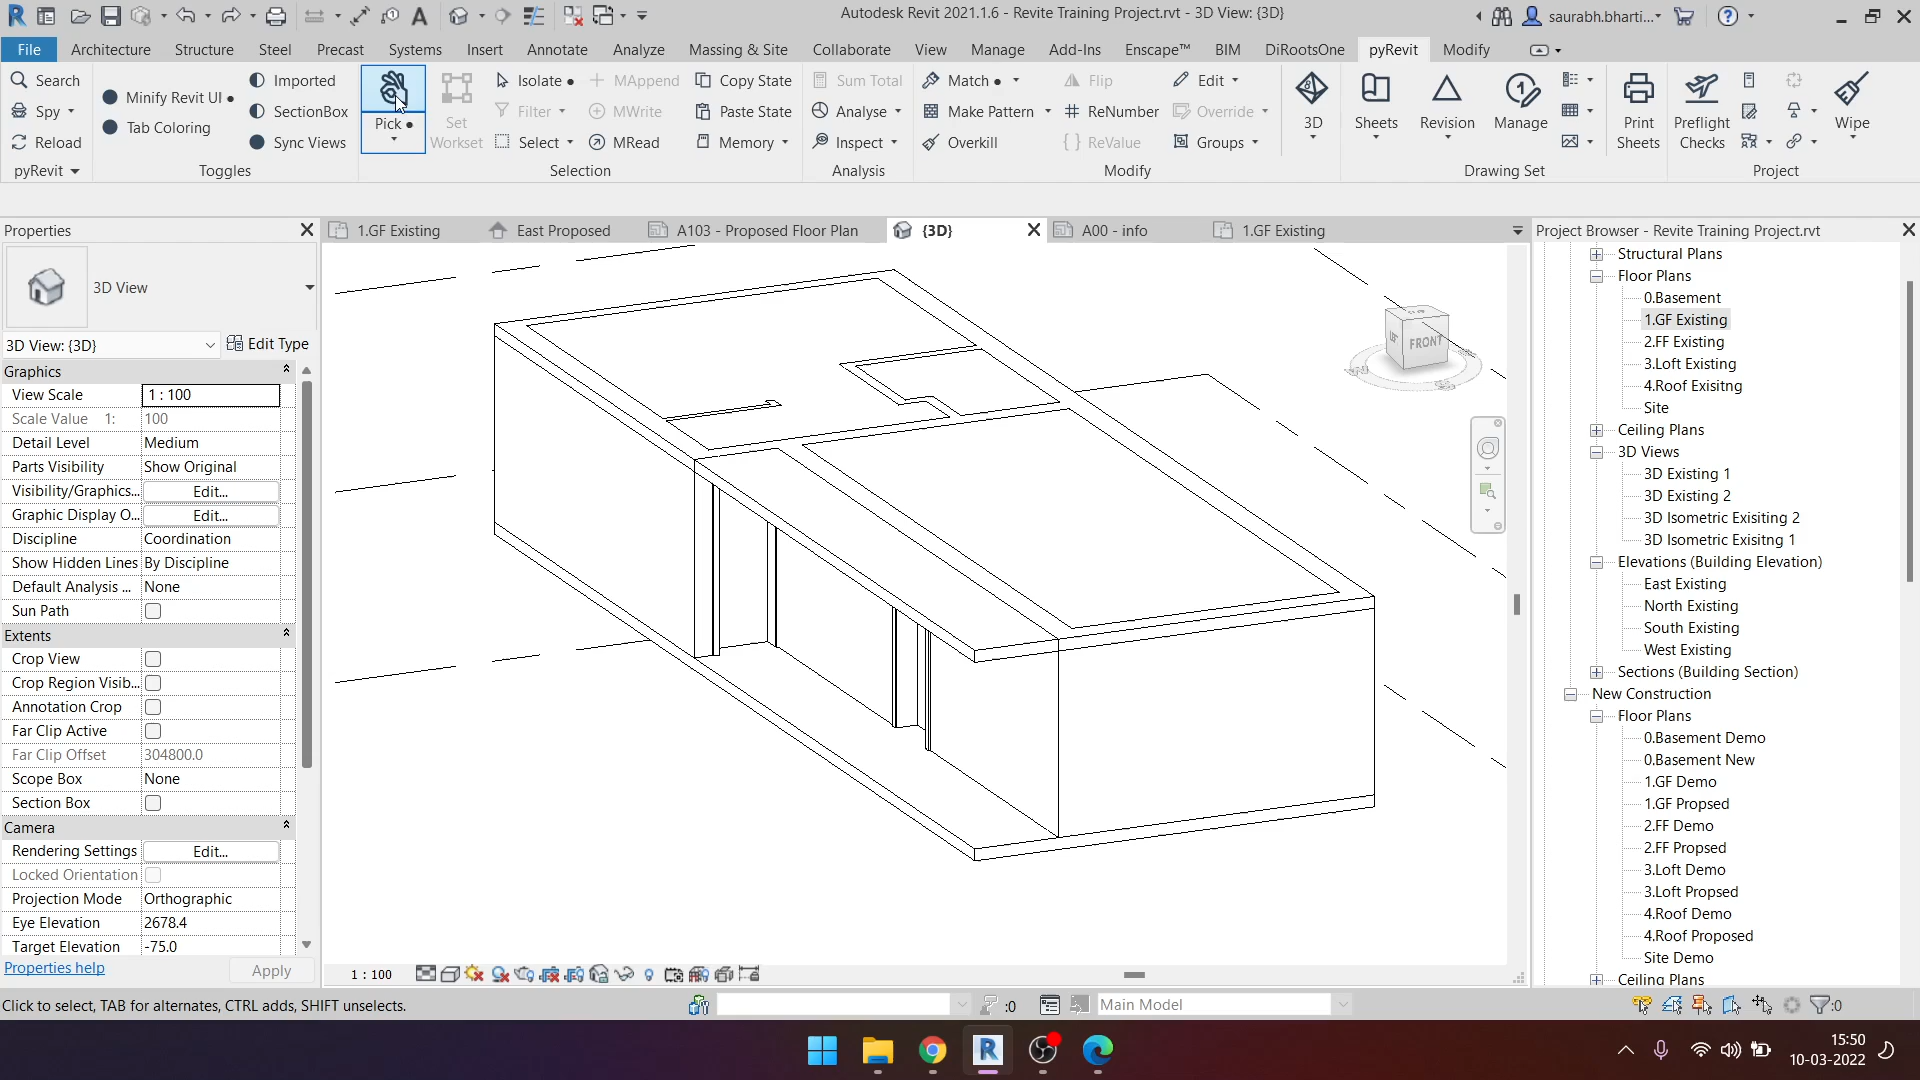 Autodesk Revit 2021.1.6 - Revite Training Project.rvt - 3D View: {3D}
saurabh.bharti...
File Architecture Structure Steel Precast Systems Insert Annotate Analyze Massing & Site Collaborate View Manage Add-Ins Enscape™ BIM DiRootsOne pyRevit Modify
Search
Spy
Reload
pyRevit
Minify Revit UI
Tab Coloring
Imported
SectionBox
Sync Views
Toggles
Pick
Set
Workset
Isolate
Filter
Select
MAppend
MWrite
MRead
Copy State
Paste State
Memory
Selection
Sum Total
Analyse
Inspect
Analysis
Match
Make Pattern
Overkill
Flip
ReNumber
ReValue
Edit
Override
Groups
Modify
3D
Sheets
Revision
Manage
Drawing Set
Print
Sheets
Preflight
Checks
Wipe
Project
Properties
1.GF Existing
East Proposed
A103 - Proposed Floor Plan
{3D}
A00 - info
1.GF Existing
Project Browser - Revite Training Project.rvt
3D View
3D View: {3D}
Edit Type
Graphics
View Scale 1 : 100
Scale Value 1: 100
Detail Level Medium
Parts Visibility Show Original
Visibility/Graphics... Edit...
Graphic Display O... Edit...
Discipline Coordination
Show Hidden Lines By Discipline
Default Analysis ... None
Sun Path
Extents
Crop View
Crop Region Visib...
Annotation Crop
Far Clip Active
Far Clip Offset 304800.0
Scope Box None
Section Box
Camera
Rendering Settings Edit...
Locked Orientation
Projection Mode Orthographic
Eye Elevation 2678.4
Target Elevation -75.0
Properties help
Apply
FRONT
1 : 100
Structural Plans
Floor Plans
0.Basement
1.GF Existing
2.FF Existing
3.Loft Existing
4.Roof Exisitng
Site
Ceiling Plans
3D Views
3D Existing 1
3D Existing 2
3D Isometric Exisiting 2
3D Isometric Exisitng 1
Elevations (Building Elevation)
East Existing
North Existing
South Existing
West Existing
Sections (Building Section)
New Construction
Floor Plans
0.Basement Demo
0.Basement New
1.GF Demo
1.GF Propsed
2.FF Demo
2.FF Propsed
3.Loft Demo
3.Loft Propsed
4.Roof Demo
4.Roof Proposed
Site Demo
Ceiling Plans
Click to select, TAB for alternates, CTRL adds, SHIFT unselects.
:0
Main Model
:0
15:50
10-03-2022